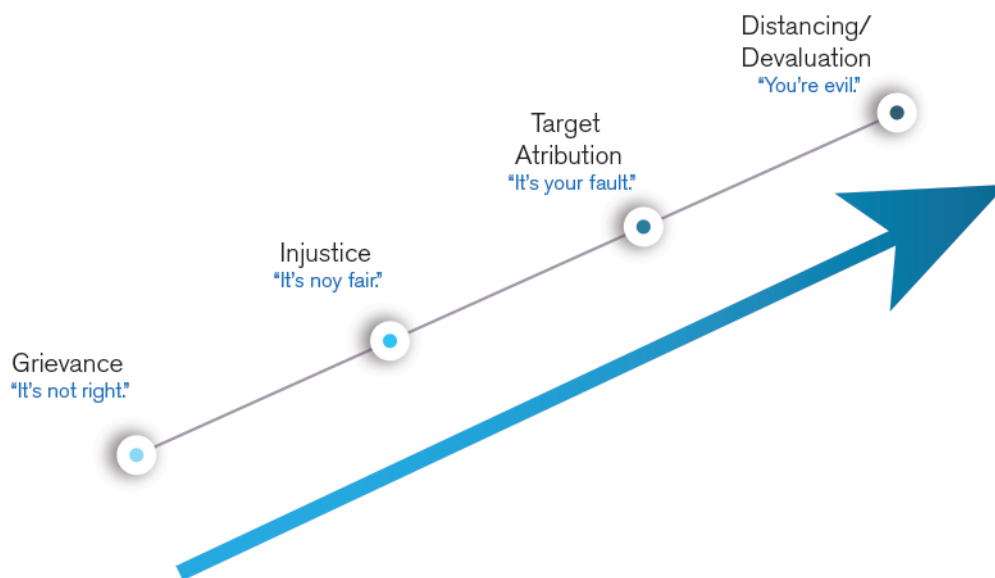 Distancing/
Devaluation
“You’re evil.”
Target
Atribution
“It’s your fault.”
Injustice
“It’s noy fair.”
Grievance
“It’s not right.”